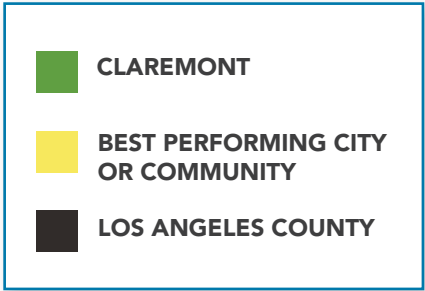 CLAREMONT
BEST PERFORMING CITY
OR COMMUNITY
LOS ANGELES COUNTY